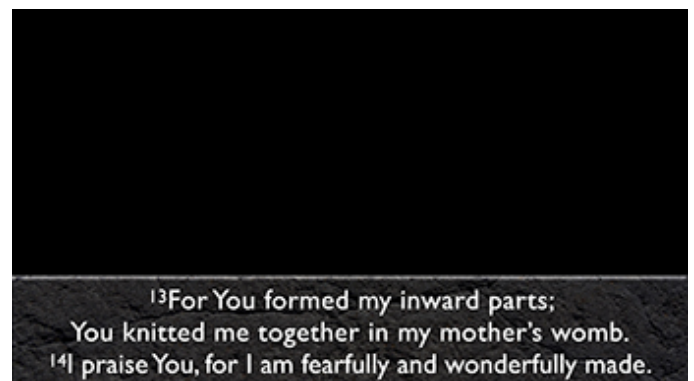 ¹³For You formed my inward parts;
You knitted me together in my mother's womb.
¹⁴I praise You, for I am fearfully and wonderfully made.